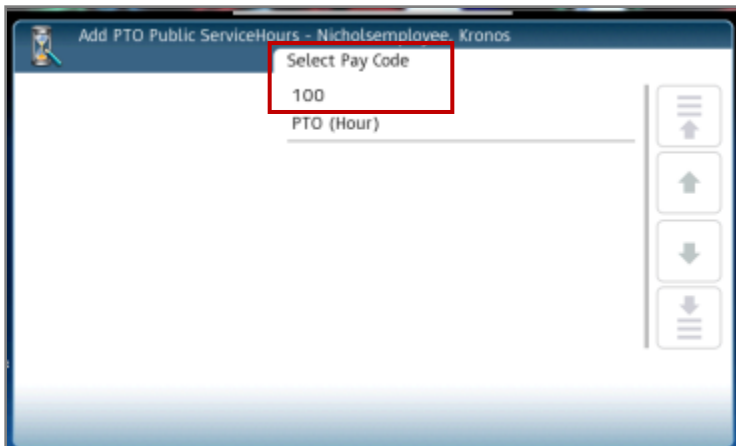 Add PTO Public ServiceHours - Nicholsemployee, Kronos
Select Pay Code
100
PTO (Hour)